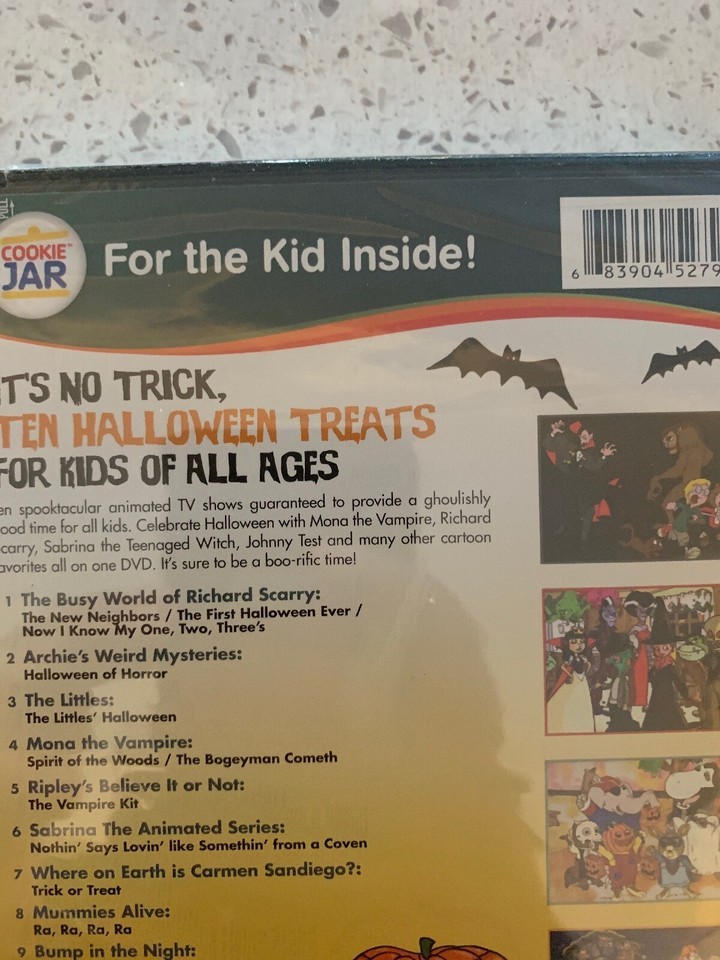 COOKIE™
JAR
For the Kid Inside!
6 83904 5279
T'S NO TRICK,
TEN HALLOWEEN TREATS
FOR KIDS OF ALL AGES
en spooktacular animated TV shows guaranteed to provide a ghoulishly
ood time for all kids. Celebrate Halloween with Mona the Vampire, Richard
carry, Sabrina the Teenaged Witch, Johnny Test and many other cartoon
avorites all on one DVD. It's sure to be a boo-rific time!
1 The Busy World of Richard Scarry:
The New Neighbors / The First Halloween Ever /
Now I Know My One, Two, Three's
2 Archie's Weird Mysteries:
Halloween of Horror
3 The Littles:
The Littles' Halloween
4 Mona the Vampire:
Spirit of the Woods / The Bogeyman Cometh
5 Ripley's Believe It or Not:
The Vampire Kit
6 Sabrina The Animated Series:
Nothin' Says Lovin' like Somethin' from a Coven
7 Where on Earth is Carmen Sandiego?:
Trick or Treat
8 Mummies Alive:
Ra, Ra, Ra, Ra
9 Bump in the Night: